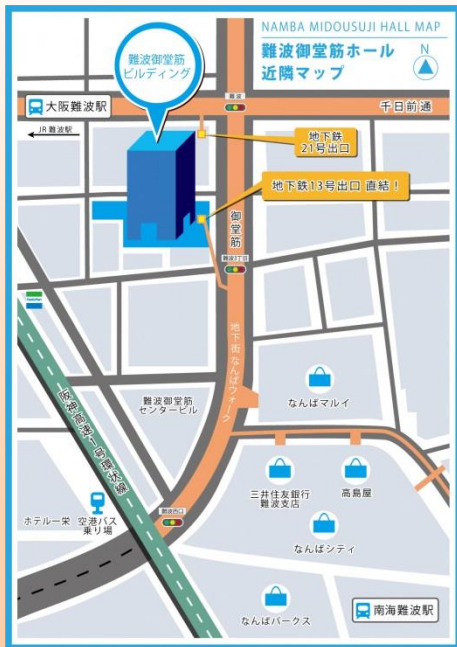 NAMBA MIDOUSUJI HALL MAP
難波御堂筋ホール
近隣マップ
N
難波御堂筋
ビルディング
大阪難波駅
難波
千日前通
JR 難波駅
地下鉄
21号出口
地下鉄13号出口 直結!
御堂筋
難波3丁目
FamilyMart
地下街 なんばウォーク
阪神高速1号環状線
難波御堂筋
センタービル
なんばマルイ
三井住友銀行
難波支店
高島屋
ホテル一栄
空港バス
乗り場
難波西口
なんばシティ
なんばパークス
南海難波駅